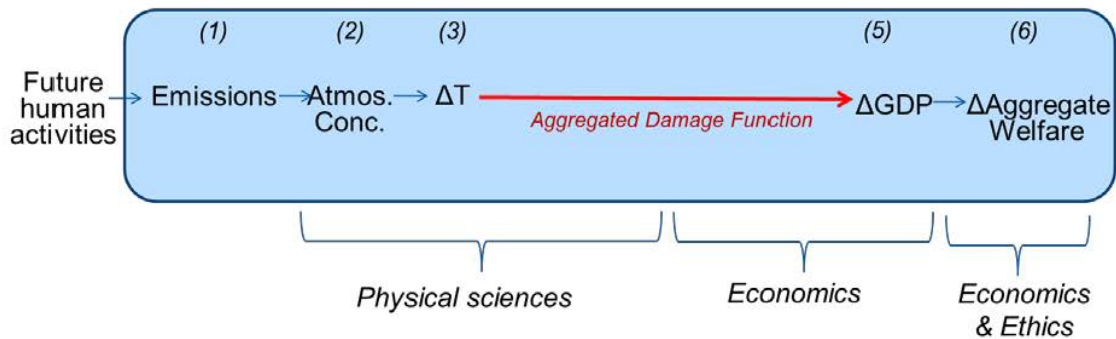 (1) (2) (3) (5) (6)
Future
human
activities
Emissions
Atmos.
Conc.
ΔT
Aggregated Damage Function
ΔGDP
ΔAggregate
Welfare
Physical sciences
Economics
Economics
& Ethics